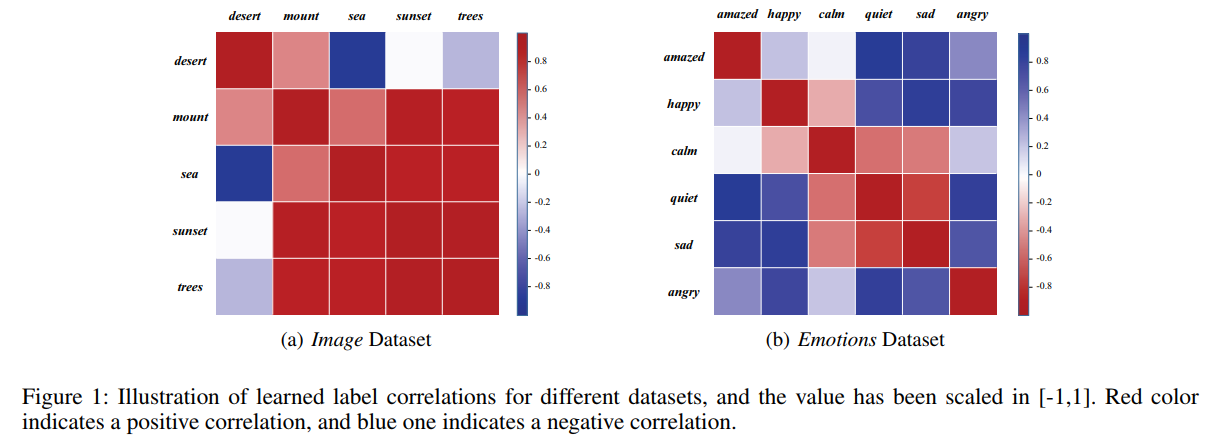 desert mount sea sunset trees
desert
mount
sea
sunset
trees
0.8
0.6
0.4
0.2
0
-0.2
-0.4
-0.6
-0.8
(a) Image Dataset
amazed happy calm quiet sad angry
amazed
happy
calm
quiet
sad
angry
0.8
0.6
0.4
0.2
0
-0.2
-0.4
-0.6
-0.8
(b) Emotions Dataset
Figure 1: Illustration of learned label correlations for different datasets, and the value has been scaled in [-1,1]. Red color
indicates a positive correlation, and blue one indicates a negative correlation.